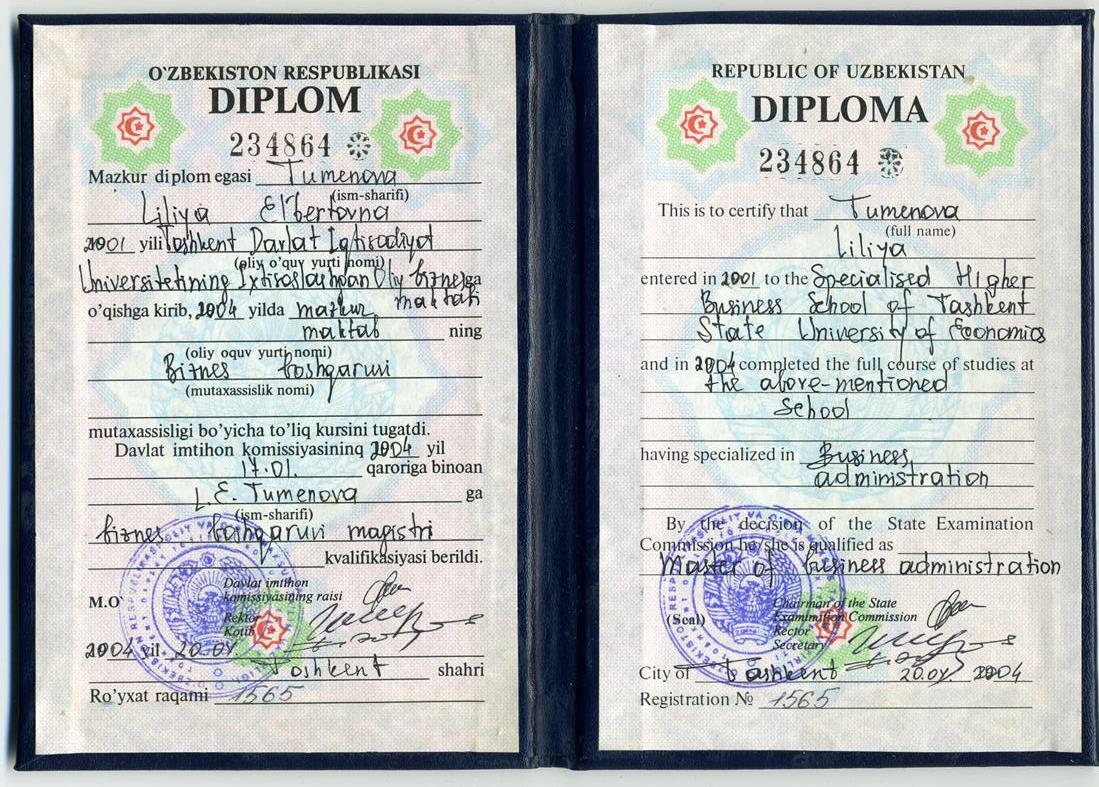 O'ZBEKISTON RESPUBLIKASI
DIPLOM
234864
Mazkur diplom egasi Tumenova
(ism-sharifi)
Liliya Elbertovna
2001 yili Toshkent Davlat Iqtisodiyot
(oliy o'quv yurti nomi)
Universitetining Ixtisoslashgan Oliy biznes ga
maktabi
o'qishga kirib, 2004 yilda mazkur
maktab ning
(oliy oquv yurti nomi)
Biznes boshqaruvi
(mutaxassislik nomi)
mutaxassisligi bo'yicha to'liq kursini tugatdi.
Davlat imtihon komissiyasininq 2004 yil
17.01. qaroriga binoan
L.E. Tumenova ga
(ism-sharifi)
biznes boshqaruvi magistri
kvalifikasiyasi berildi.
Davlat imtihon
komissiyasining raisi
M.O'
Rektor
Kotib
2004 yil 20.04
Toshkent shahri
Ro'yxat raqami 1565
REPUBLIC OF UZBEKISTAN
DIPLOMA
234864
This is to certify that Tumenova
(full name)
Liliya
entered in 2001 to the Specialised Higher
Business School of Tashkent
State University of Economics
and in 2004 completed the full course of studies at
the above-mentioned
School
having specialized in Business
administration
By the decision of the State Examination
Commission he/she is qualified as
Master of business administration
Chairman of the State
Examination Commission
(Seal)
Rector
Secretary
City of Tashkent 20.04 2004
Registration № 1565